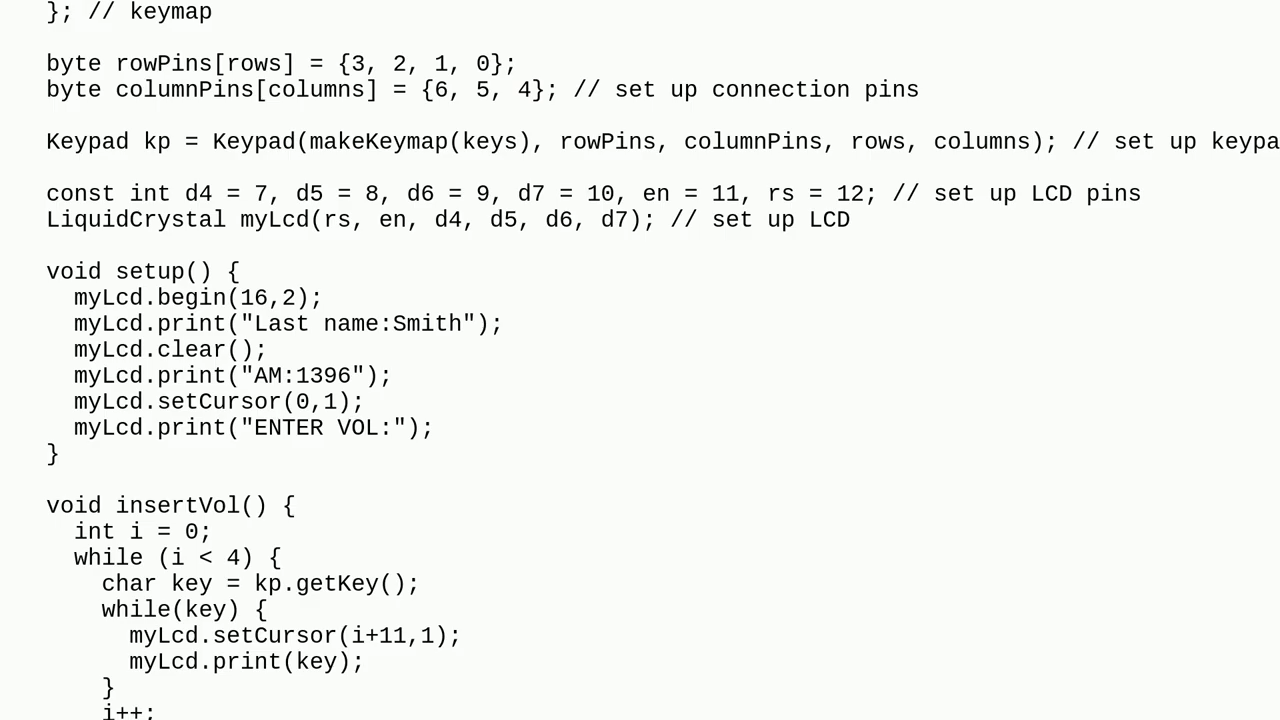 }; // keymap
byte rowPins[rows] = {3, 2, 1, 0};
byte columnPins[columns] = {6, 5, 4}; // set up connection pins
Keypad kp = Keypad(makeKeymap(keys), rowPins, columnPins, rows, columns); // set up keypa
const int d4 = 7, d5 = 8, d6 = 9, d7 = 10, en = 11, rs = 12; // set up LCD pins
LiquidCrystal myLcd(rs, en, d4, d5, d6, d7); // set up LCD
void setup() {
  myLcd.begin(16,2);
  myLcd.print("Last name:Smith");
  myLcd.clear();
  myLcd.print("AM:1396");
  myLcd.setCursor(0,1);
  myLcd.print("ENTER VOL:");
}
void insertVol() {
  int i = 0;
  while (i < 4) {
    char key = kp.getKey();
    while(key) {
      myLcd.setCursor(i+11,1);
      myLcd.print(key);
    }
    i++;